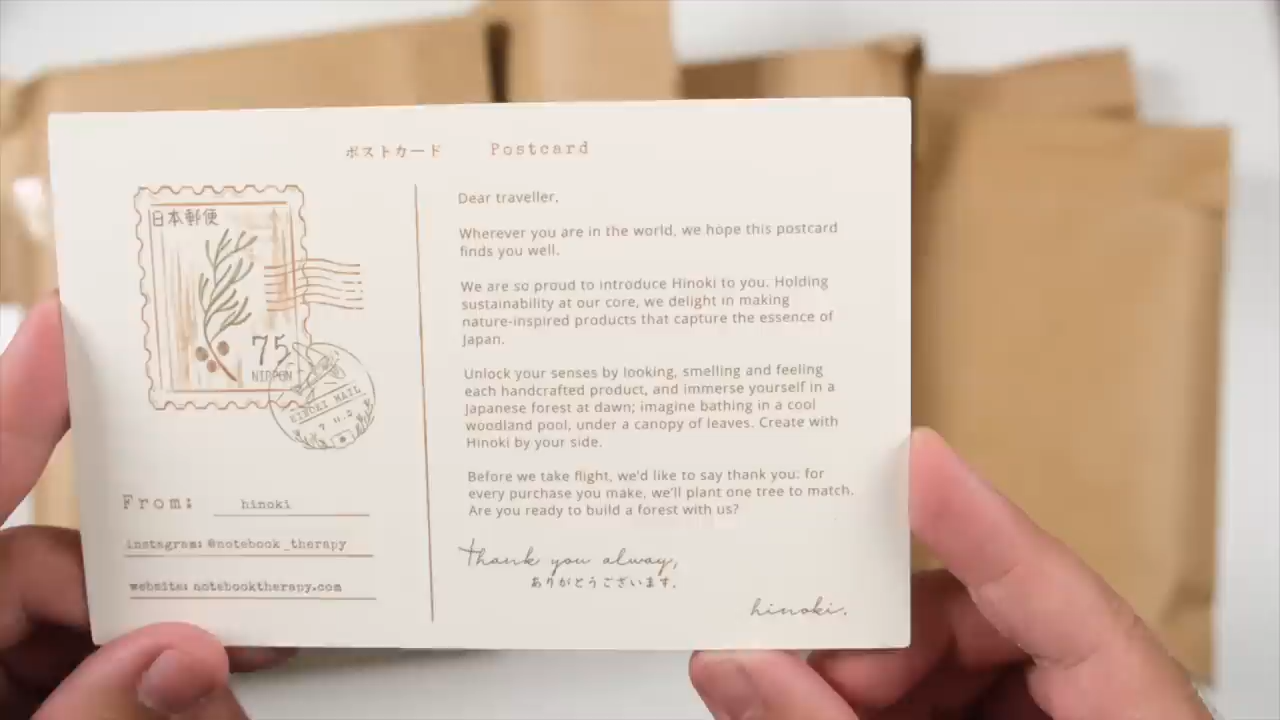 ポストカード Postcard
日本郵便
75
NIPPON
HINOKI MAIL
From: hinoki
instagram: @notebook_therapy
website: notebooktherapy.com
Dear traveller,
Wherever you are in the world, we hope this postcard
finds you well.
We are so proud to introduce Hinoki to you. Holding
sustainability at our core, we delight in making
nature-inspired products that capture the essence of
Japan.
Unlock your senses by looking, smelling and feeling
each handcrafted product, and immerse yourself in a
Japanese forest at dawn; imagine bathing in a cool
woodland pool, under a canopy of leaves. Create with
Hinoki by your side.
Before we take flight, we'd like to say thank you: for
every purchase you make, we'll plant one tree to match.
Are you ready to build a forest with us?
Thank you alway,
ありがとうございます.
hinoki.